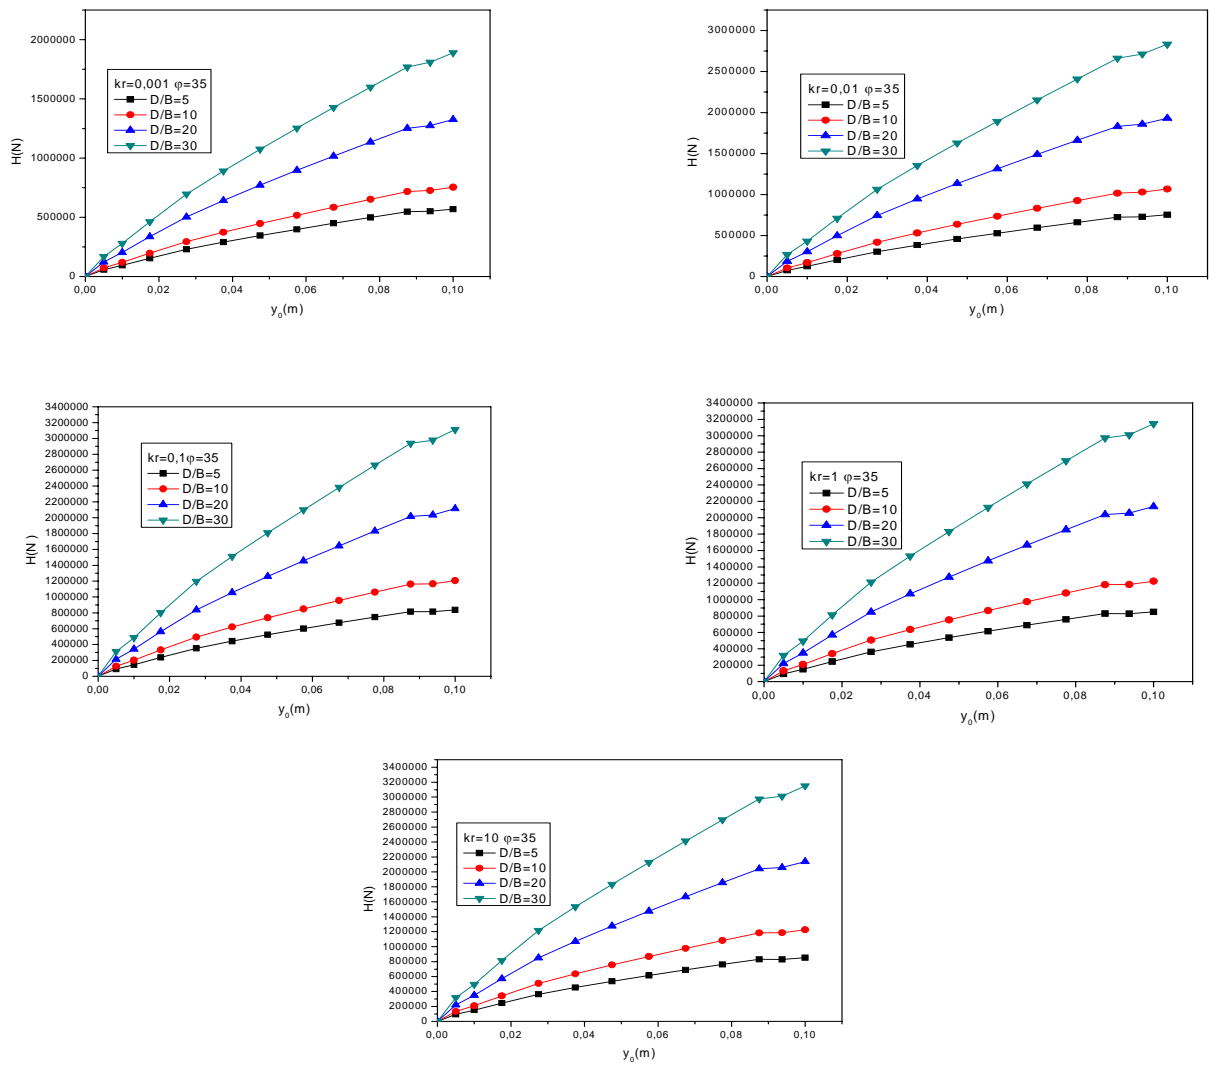 2000000
1500000
1000000
500000
0
H(N)
kr=0,001 φ=35
D/B=5
D/B=10
D/B=20
D/B=30
0,00 0,02 0,04 0,06 0,08 0,10
y0(m)
3000000
2500000
2000000
1500000
1000000
500000
0
H(N )
kr=0,01 φ=35
D/B=5
D/B=10
D/B=20
D/B=30
0,00 0,02 0,04 0,06 0,08 0,10
y0(m )
3400000
3200000
3000000
2800000
2600000
2400000
2200000
2000000
1800000
1600000
1400000
1200000
1000000
800000
600000
400000
200000
0
H(N )
kr=0,1φ=35
D/B=5
D/B=10
D/B=20
D/B=30
0,00 0,02 0,04 0,06 0,08 0,10
y0(m)
3400000
3200000
3000000
2800000
2600000
2400000
2200000
2000000
1800000
1600000
1400000
1200000
1000000
800000
600000
400000
200000
0
H(N)
kr=1 φ=35
D/B=5
D/B=10
D/B=20
D/B=30
0,00 0,02 0,04 0,06 0,08 0,10
y0(m)
3400000
3200000
3000000
2800000
2600000
2400000
2200000
2000000
1800000
1600000
1400000
1200000
1000000
800000
600000
400000
200000
0
H(N)
kr=10 φ=35
D/B=5
D/B=10
D/B=20
D/B=30
0,00 0,02 0,04 0,06 0,08 0,10
y0(m)